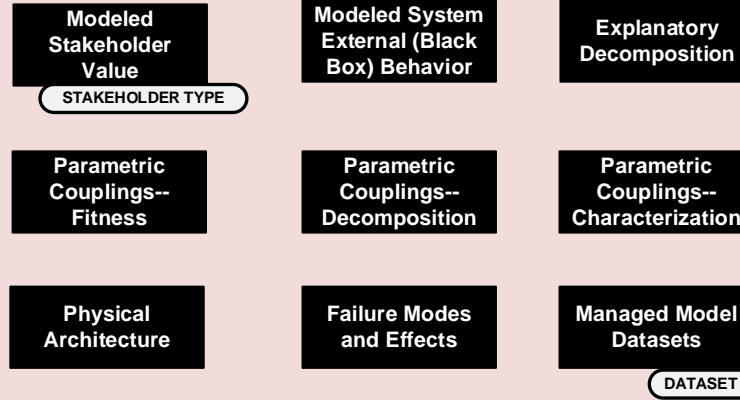 Modeled
Stakeholder
Value
STAKEHOLDER TYPE
Modeled System
External (Black
Box) Behavior
Explanatory
Decomposition
Parametric
Couplings--
Fitness
Parametric
Couplings--
Decomposition
Parametric
Couplings--
Characterization
Physical
Architecture
Failure Modes
and Effects
Managed Model
Datasets
DATASET